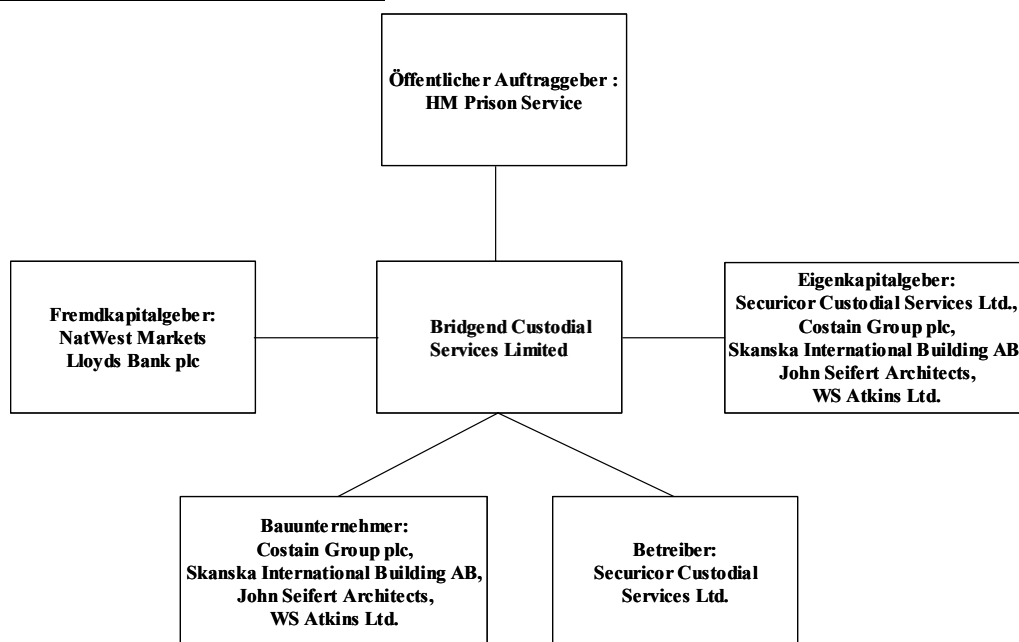 Öffentlicher Auftraggeber :
HM Prison Service
Fremdkapitalgeber:
NatWest Markets
Lloyds Bank plc
Bridgend Custodial
Services Limited
Eigenkapitalgeber:
Securicor Custodial Services Ltd.,
Costain Group plc,
Skanska International Building AB
John Seifert Architects,
WS Atkins Ltd.
Bauunternehmer:
Costain Group plc,
Skanska International Building AB,
John Seifert Architects,
WS Atkins Ltd.
Betreiber:
Securicor Custodial
Services Ltd.